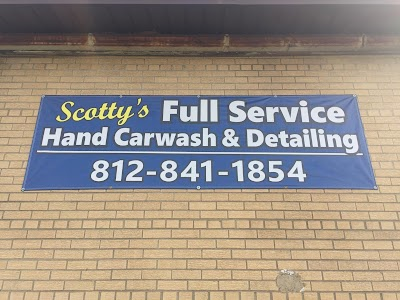 Scotty's Full Service
Hand Carwash & Detailing
812-841-1854